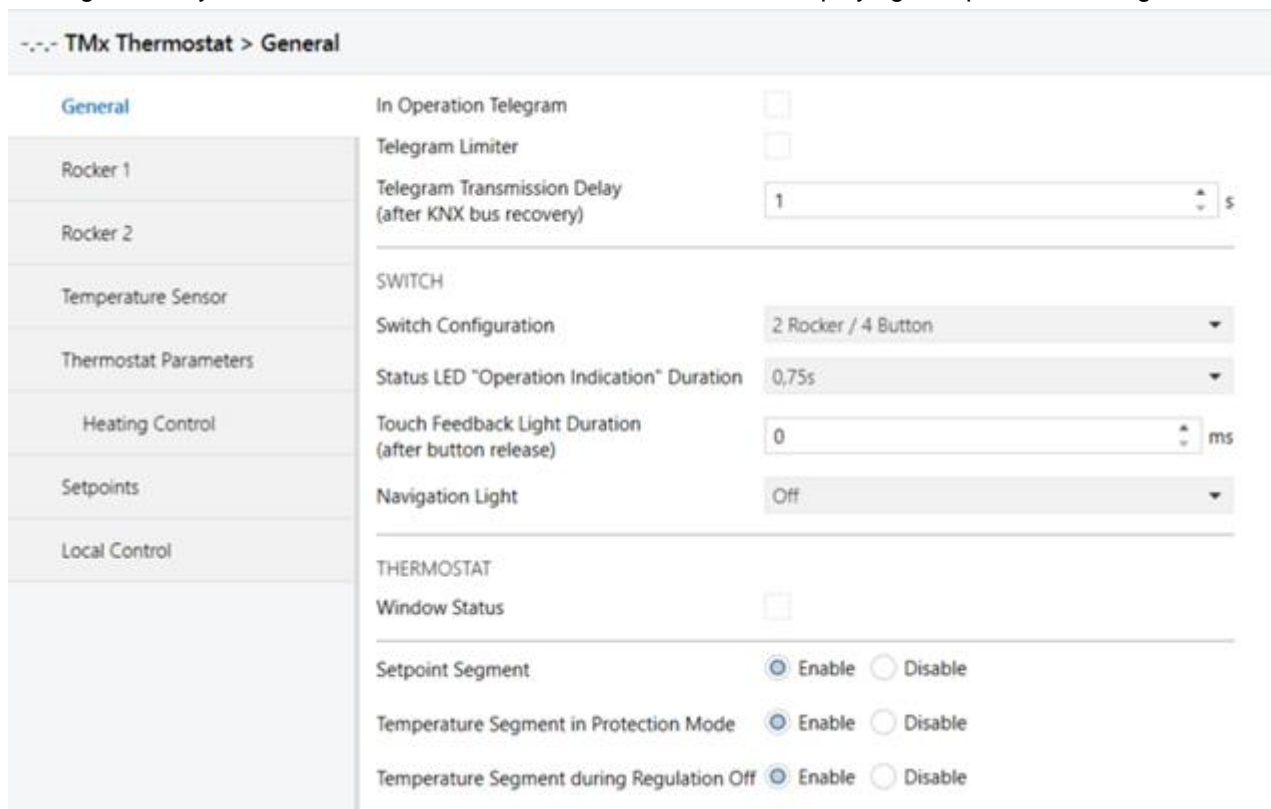 -.-.- TMx Thermostat > General
General
Rocker 1
Rocker 2
Temperature Sensor
Thermostat Parameters
Heating Control
Setpoints
Local Control
In Operation Telegram
Telegram Limiter
Telegram Transmission Delay
(after KNX bus recovery)
1 s
SWITCH
Switch Configuration 2 Rocker / 4 Button
Status LED "Operation Indication" Duration 0,75s
Touch Feedback Light Duration
(after button release)
0 ms
Navigation Light Off
THERMOSTAT
Window Status
Setpoint Segment Enable Disable
Temperature Segment in Protection Mode Enable Disable
Temperature Segment during Regulation Off Enable Disable